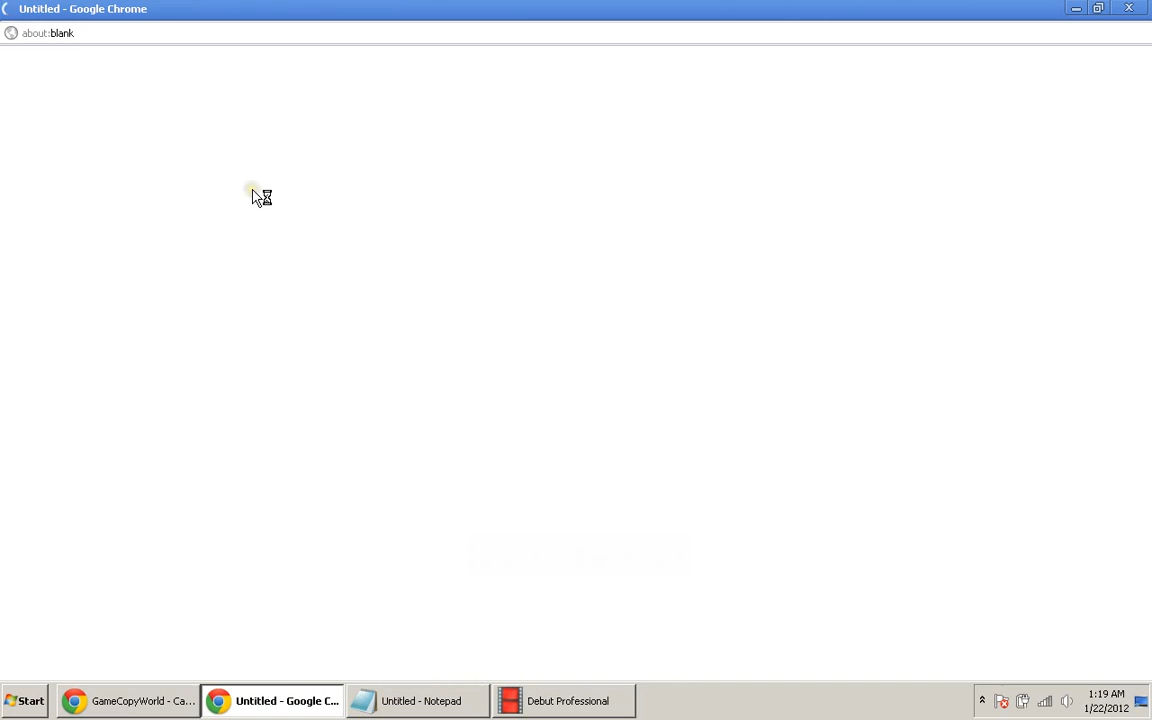 Untitled - Google Chrome
about:blank
Start
GameCopyWorld - Ca...
Untitled - Google C...
Untitled - Notepad
Debut Professional
1:19 AM
1/22/2012